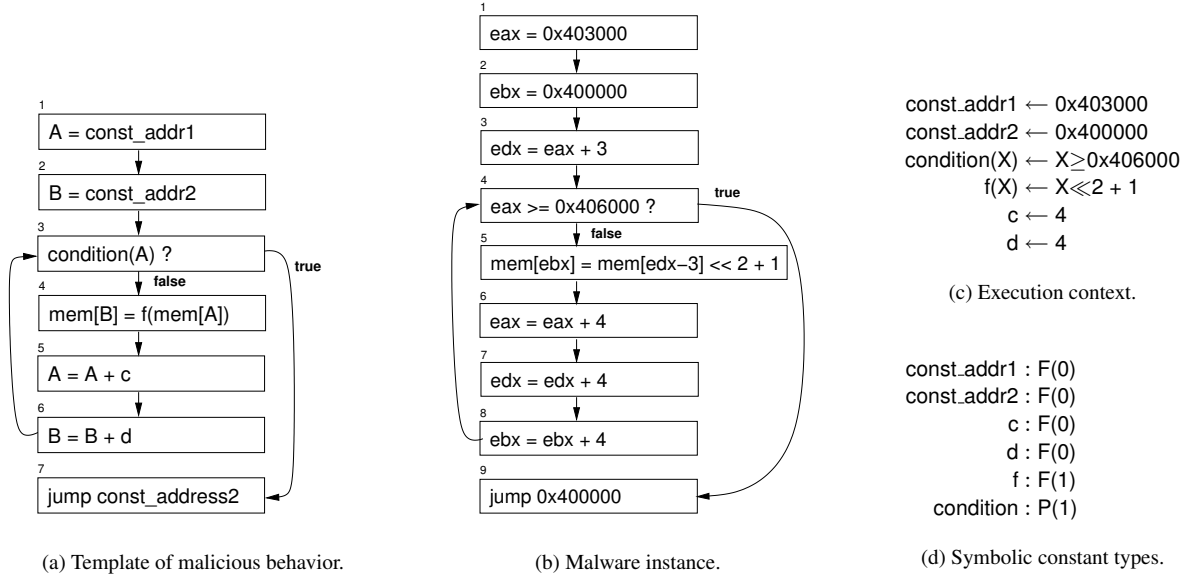 1
A = const_addr1
2
B = const_addr2
3
condition(A) ?
true
false
4
mem[B] = f(mem[A])
5
A = A + c
6
B = B + d
7
jump const_address2
(a) Template of malicious behavior.
1
eax = 0x403000
2
ebx = 0x400000
3
edx = eax + 3
4
eax >= 0x406000 ?
true
false
5
mem[ebx] = mem[edx−3] << 2 + 1
6
eax = eax + 4
7
edx = edx + 4
8
ebx = ebx + 4
9
jump 0x400000
(b) Malware instance.
const_addr1 ← 0x403000
const_addr2 ← 0x400000
condition(X) ← X≥0x406000
f(X) ← X≪2 + 1
c ← 4
d ← 4
(c) Execution context.
const_addr1 : F(0)
const_addr2 : F(0)
c : F(0)
d : F(0)
f : F(1)
condition : P(1)
(d) Symbolic constant types.